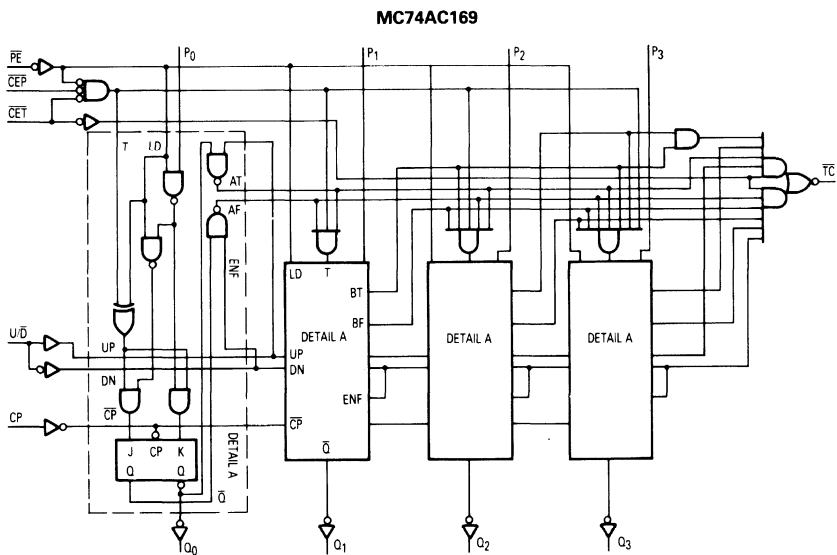 MC74AC169
P0 P1 P2 P3
PE
CEP
CET
T LD
AT
AF
ENF
TC
LD T
BT
BF
DETAIL A DETAIL A DETAIL A
U/D
UP UP
DN DN
ENF
CP CP CP
J CP K
Q Q
Q
DETAIL A
Q
Q0 Q1 Q2 Q3